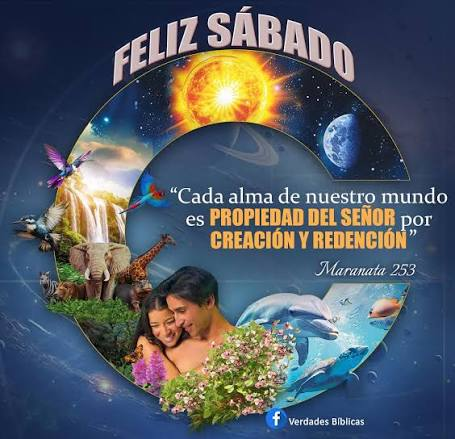 FELIZ SÁBADO
“Cada alma de nuestro mundo
es PROPIEDAD DEL SEÑOR por
CREACIÓN Y REDENCIÓN”
Maranata 253
Verdades Bíblicas